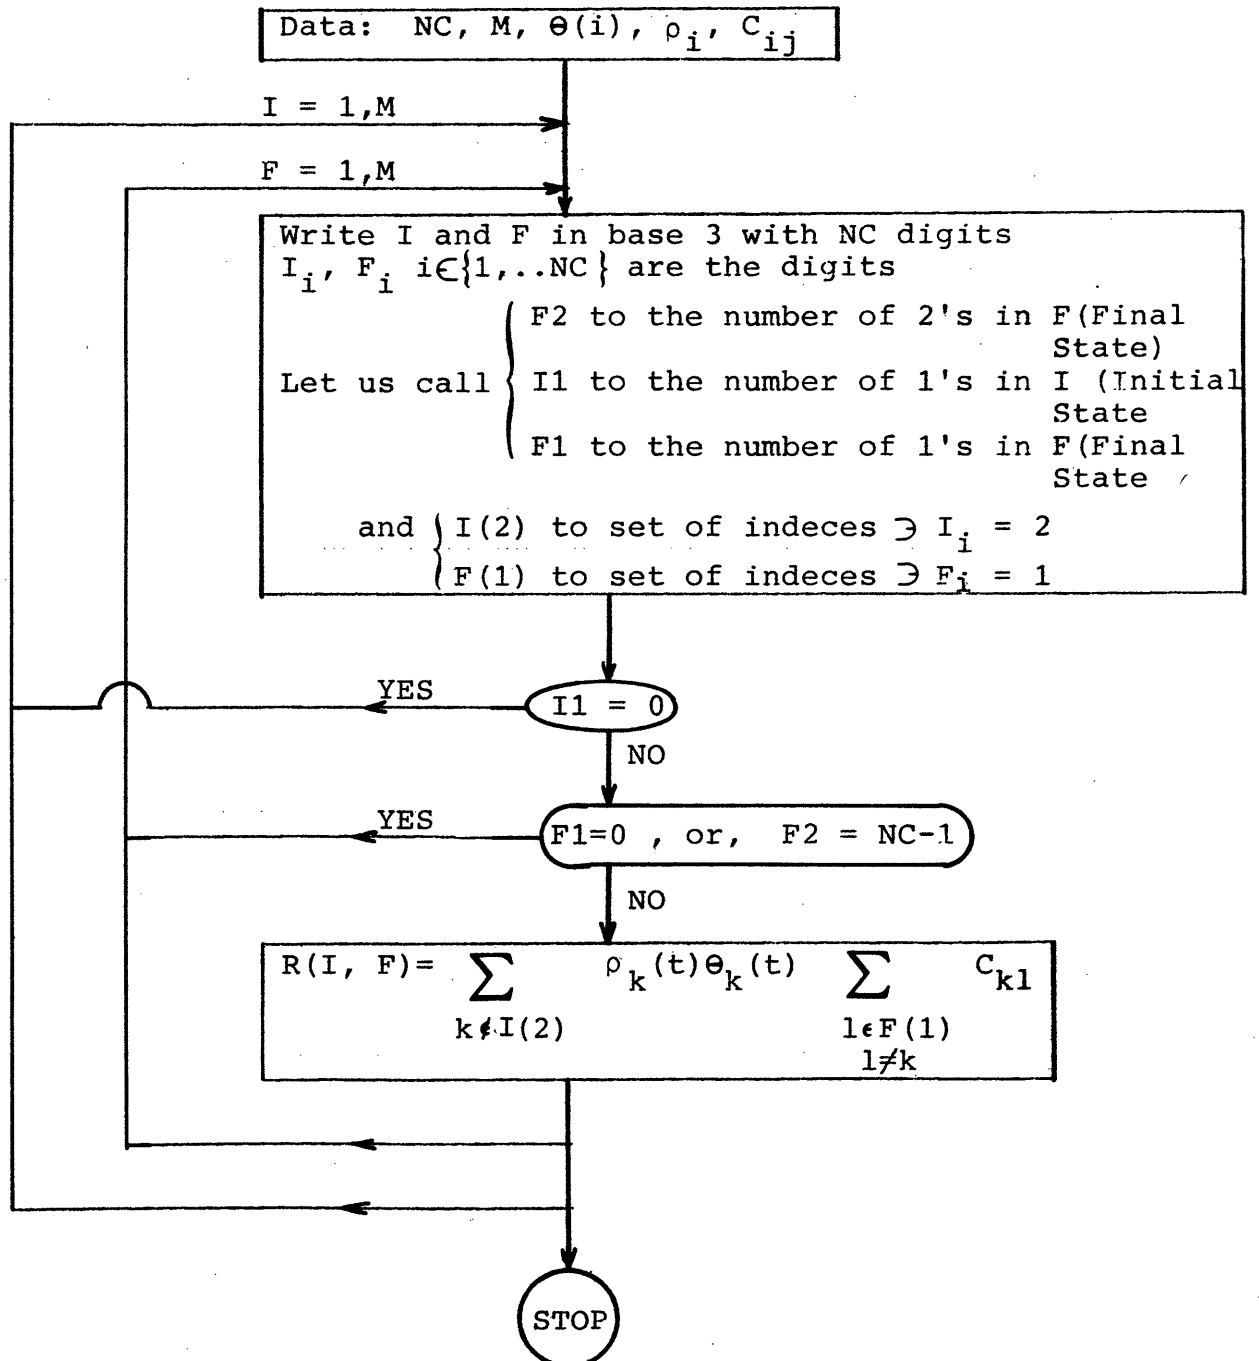 Data: NC, M, Θ(i), ρi, Cij
I = 1,M
F = 1,M
Write I and F in base 3 with NC digits
Ii, Fi i∈{1,..NC} are the digits
F2 to the number of 2's in F(Final
State)
Let us call
I1 to the number of 1's in I (Initial
State
F1 to the number of 1's in F(Final
State
and
I(2) to set of indeces ∋ Ii = 2
F(1) to set of indeces ∋ Fi = 1
YES
I1 = 0
NO
YES
F1=0 , or, F2 = NC-1
NO
R(I, F)= ∑ ρk(t)Θk(t) ∑ Ckl
k∉I(2) l∊F(1)
l≠k
STOP